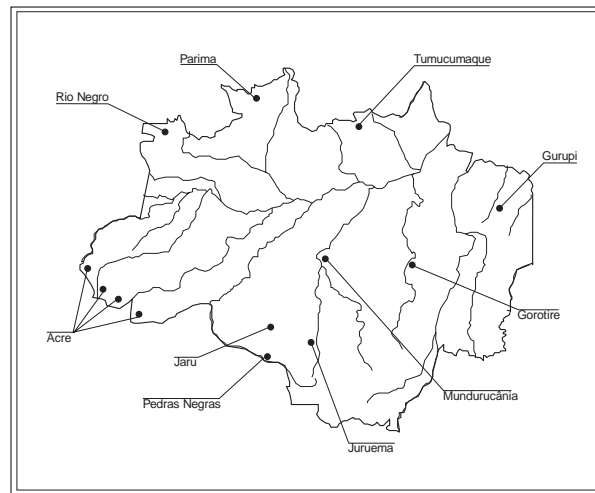 Parima
Tumucumaque
Rio Negro
Gurupi
Gorotire
Acre
Jaru
Mundurucânia
Pedras Negras
Juruema